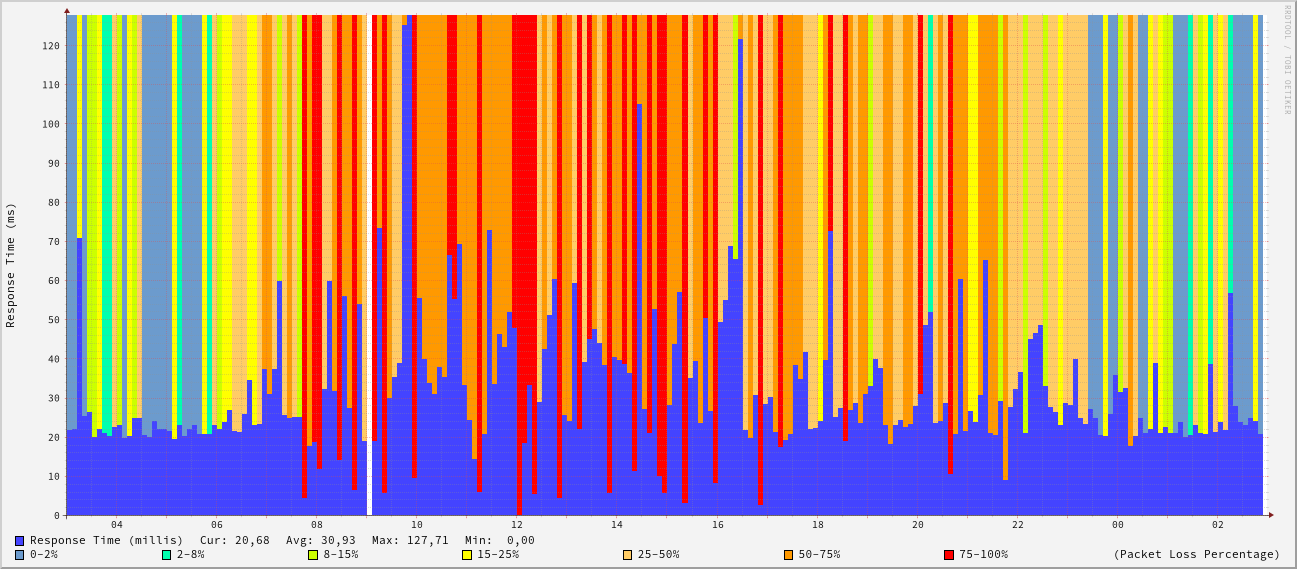 RRDTOOL / TOBI OETIKER
Response Time (ms)
120
110
100
90
80
70
60
50
40
30
20
10
0
04 06 08 10 12 14 16 18 20 22 00 02
Response Time (millis) Cur: 20,68 Avg: 30,93 Max: 127,71 Min: 0,00
0-2% 2-8% 8-15% 15-25% 25-50% 50-75% 75-100% (Packet Loss Percentage)